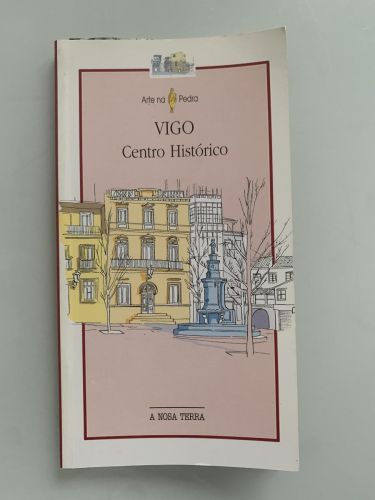 Arte na Pedra
VIGO
Centro Histórico
A NOSA TERRA